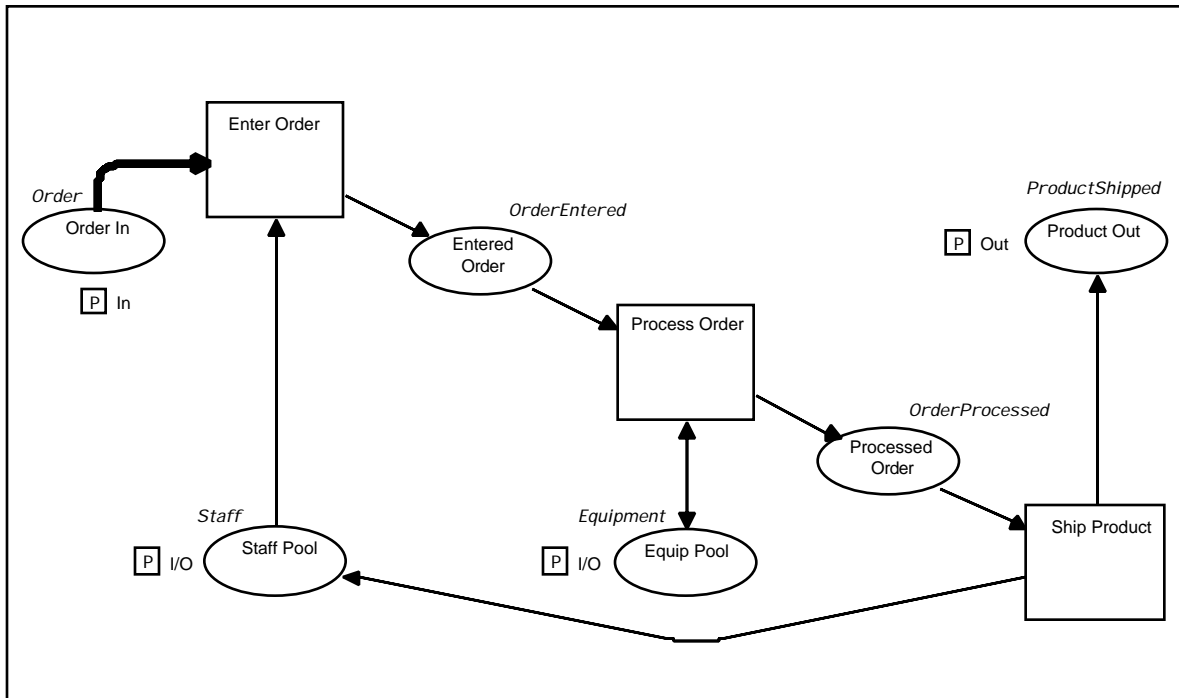 Enter Order
Order
Order In
P In
OrderEntered
Entered
Order
ProductShipped
Product Out
P Out
Process Order
OrderProcessed
Processed
Order
Staff
Staff Pool
P I/O
Equipment
Equip Pool
P I/O
Ship Product